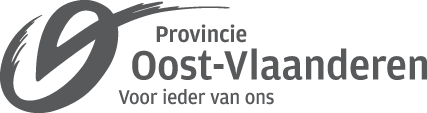 Provincie
Oost-Vlaanderen
Voor ieder van ons